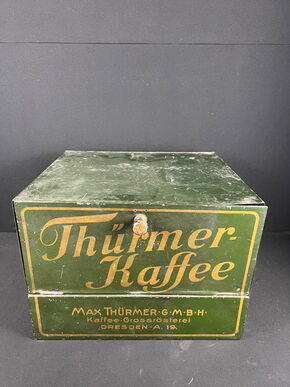 Thürmer-
Kaffee
MAX THÜRMER·G·M·B·H·
Kaffee-Grossrösterei
DRESDEN-A. 19.